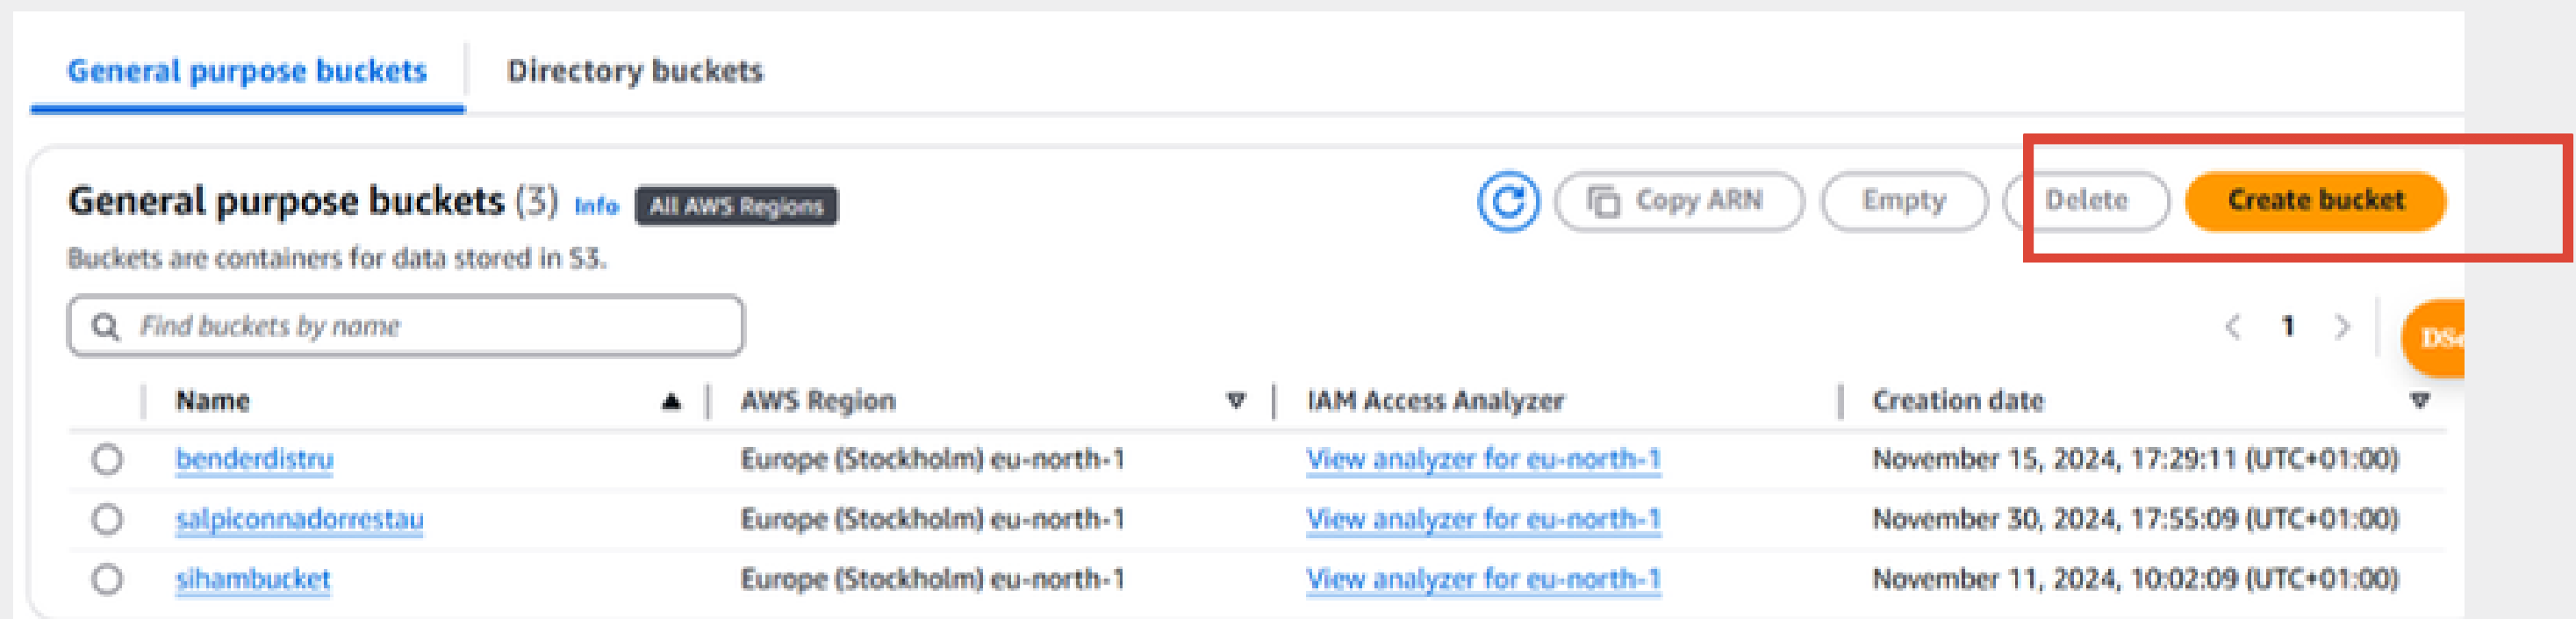 General purpose buckets Directory buckets
General purpose buckets (3) Info All AWS Regions Copy ARN Empty Delete Create bucket
Buckets are containers for data stored in S3.
Find buckets by name 1
Name AWS Region IAM Access Analyzer Creation date
benderdistru Europe (Stockholm) eu-north-1 View analyzer for eu-north-1 November 15, 2024, 17:29:11 (UTC+01:00)
salpiconnadorrestau Europe (Stockholm) eu-north-1 View analyzer for eu-north-1 November 30, 2024, 17:55:09 (UTC+01:00)
sihambucket Europe (Stockholm) eu-north-1 View analyzer for eu-north-1 November 11, 2024, 10:02:09 (UTC+01:00)